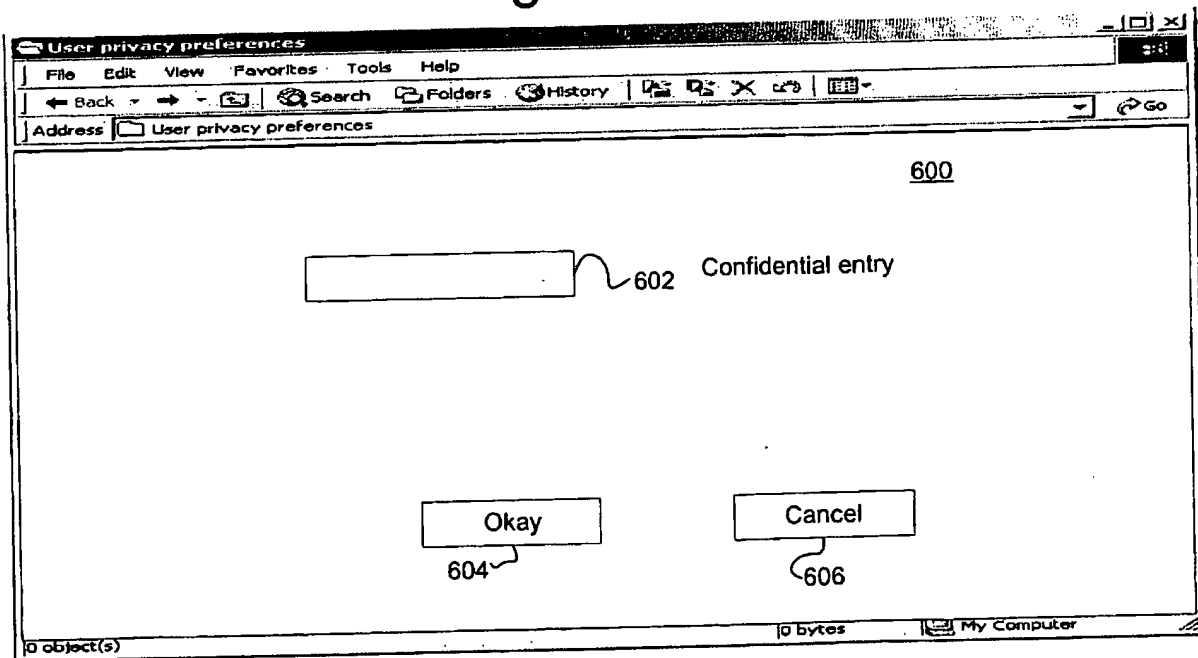 User privacy preferences
File Edit View Favorites Tools Help
Back Search Folders History
Address User privacy preferences Go
600
602 Confidential entry
Okay Cancel
604 606
0 object(s) 0 bytes My Computer